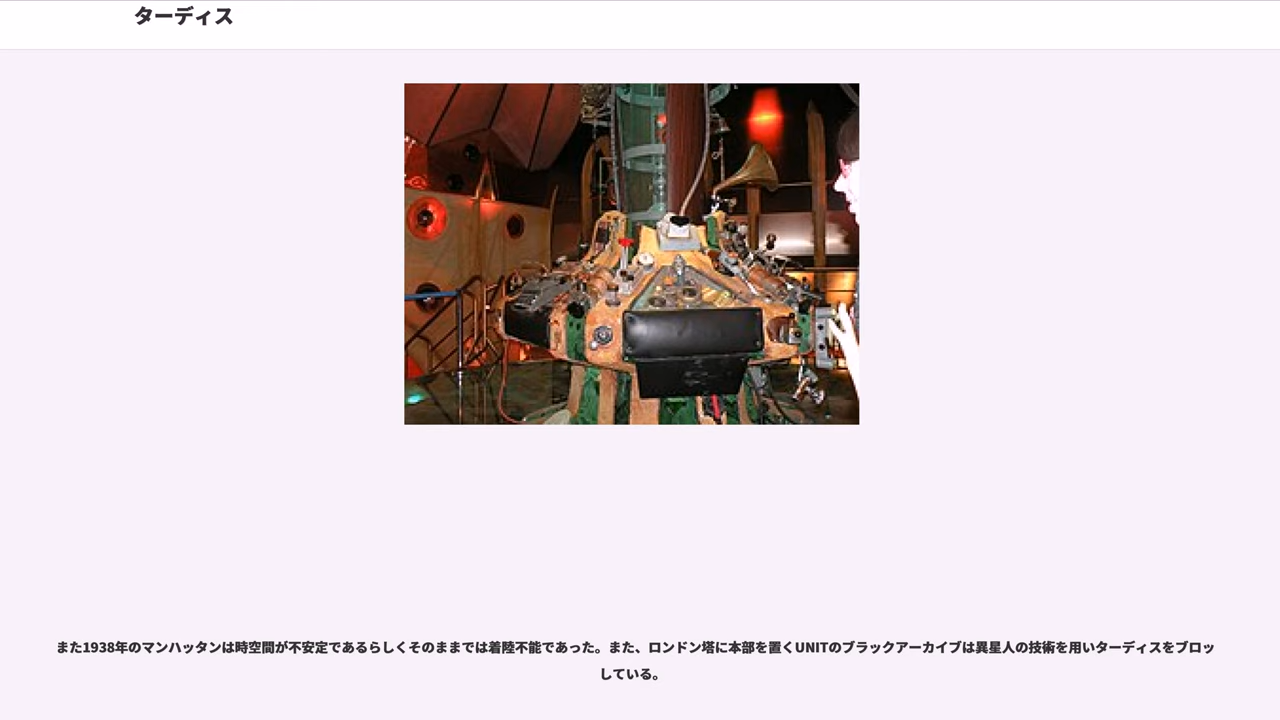 ターディス
また1938年のマンハッタンは時空間が不安定であるらしくそのままでは着陸不能であった。また、ロンドン塔に本部を置くUNITのブラックアーカイブは異星人の技術を用いターディスをブロッ
している。